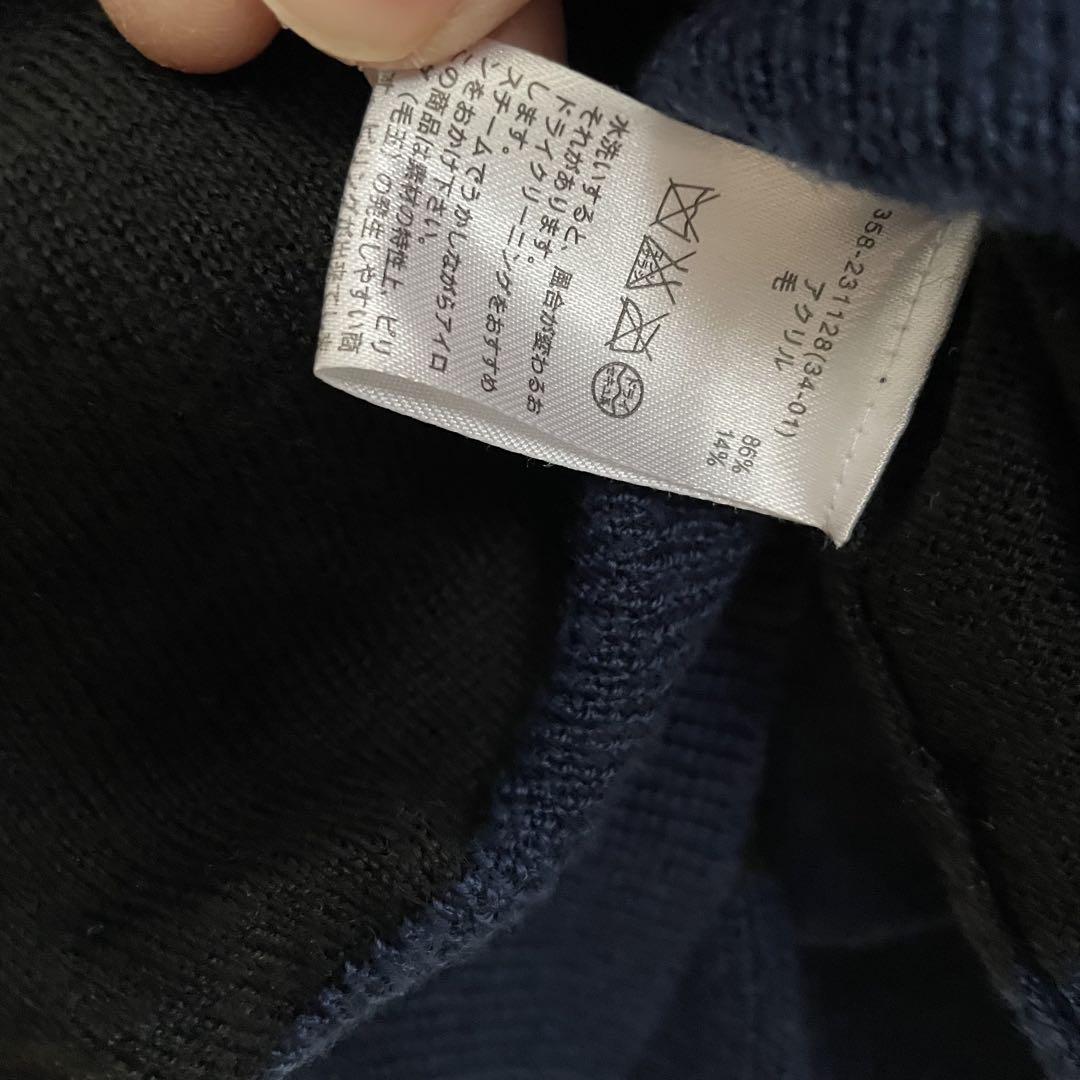 358-231128(34-01)
アクリル 86%
毛 14%
水洗いすると、風合が変わるお
それがあります。
ドライクリーニングをおすすめ
します。
スチームでうかしながらアイロ
ンをおかけ下さい。
の商品は素材の特性上、ピリ
(毛玉)の発生しやすい商